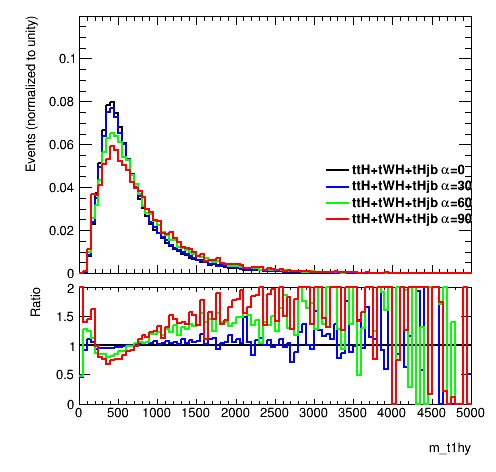 Events (normalized to unity)
0.1
0.08
0.06
0.04
0.02
0
ttH+tWH+tHjb α=0
ttH+tWH+tHjb α=30
ttH+tWH+tHjb α=60
ttH+tWH+tHjb α=90
Ratio
2
1.5
1
0.5
0
0 500 1000 1500 2000 2500 3000 3500 4000 4500 5000
m_t1hy